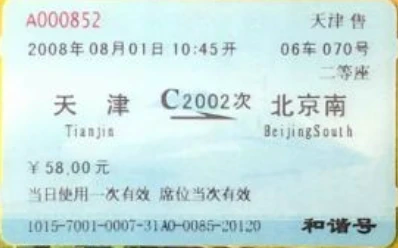 A000852 天津 售
2008年08月01日 10:45开 06车 070号
二等座
天 津 C2002次 北京南
Tianjin BeijingSouth
￥58.00元
当日使用一次有效 席位当次有效
1015-7001-0007-31A0-0085-20120 和谐号